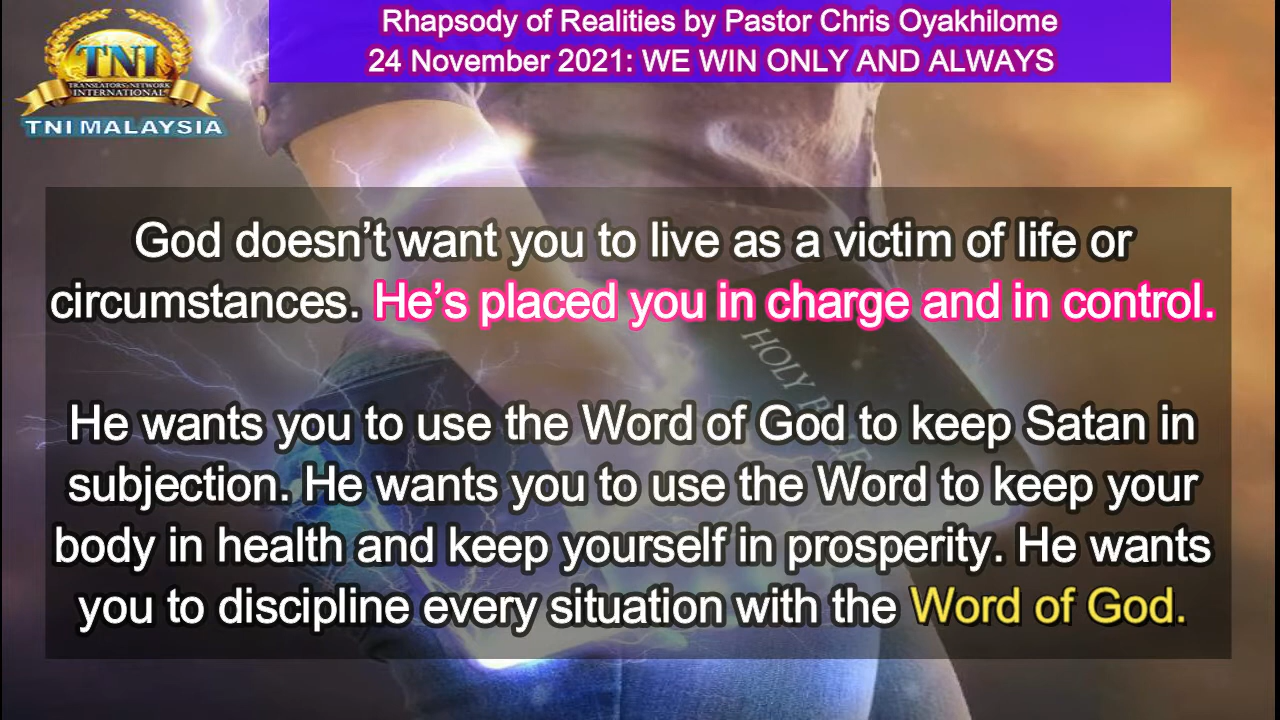 TNI
TRANSLATORS NETWORK
INTERNATIONAL
TNI MALAYSIA
Rhapsody of Realities by Pastor Chris Oyakhilome
24 November 2021: WE WIN ONLY AND ALWAYS
God doesn’t want you to live as a victim of life or
circumstances. He’s placed you in charge and in control.
HOLY BIBLE
He wants you to use the Word of God to keep Satan in
subjection. He wants you to use the Word to keep your
body in health and keep yourself in prosperity. He wants
you to discipline every situation with the Word of God.